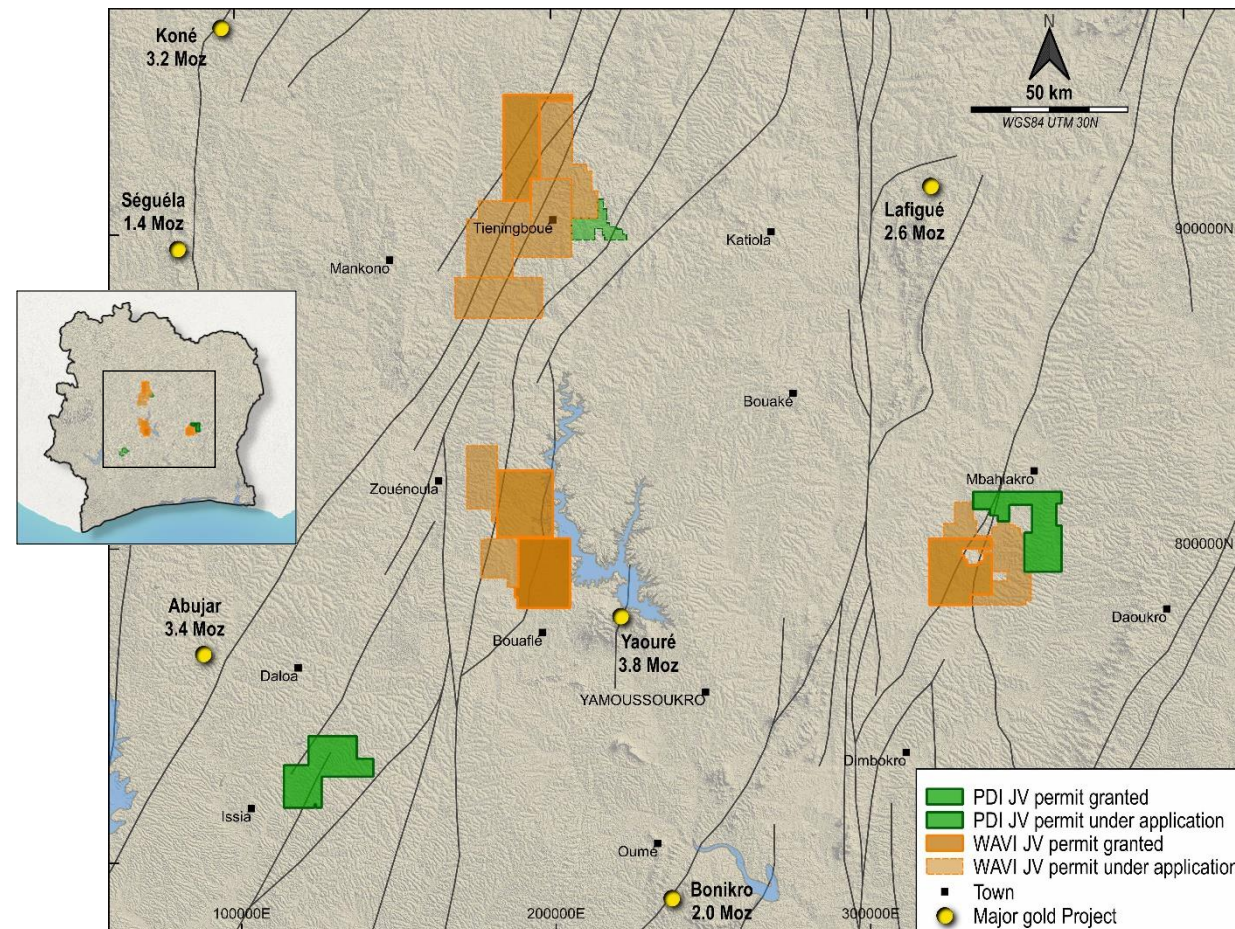 Koné
3.2 Moz
N
50 km
WGS84 UTM 30N
Séguéla
1.4 Moz
Lafigué
2.6 Moz
Tieningboué
Katiola
900000N
Mankono
Bouaké
Zouénoula
Mbahiakro
800000N
Abujar
3.4 Moz
Bouaflé
Yaouré
3.8 Moz
Daoukro
Daloa
YAMOUSSOUKRO
Dimbokro
Issia
Oumé
Bonikro
2.0 Moz
100000E
200000E
300000E
PDI JV permit granted
PDI JV permit under application
WAVI JV permit granted
WAVI JV permit under application
Town
Major gold Project